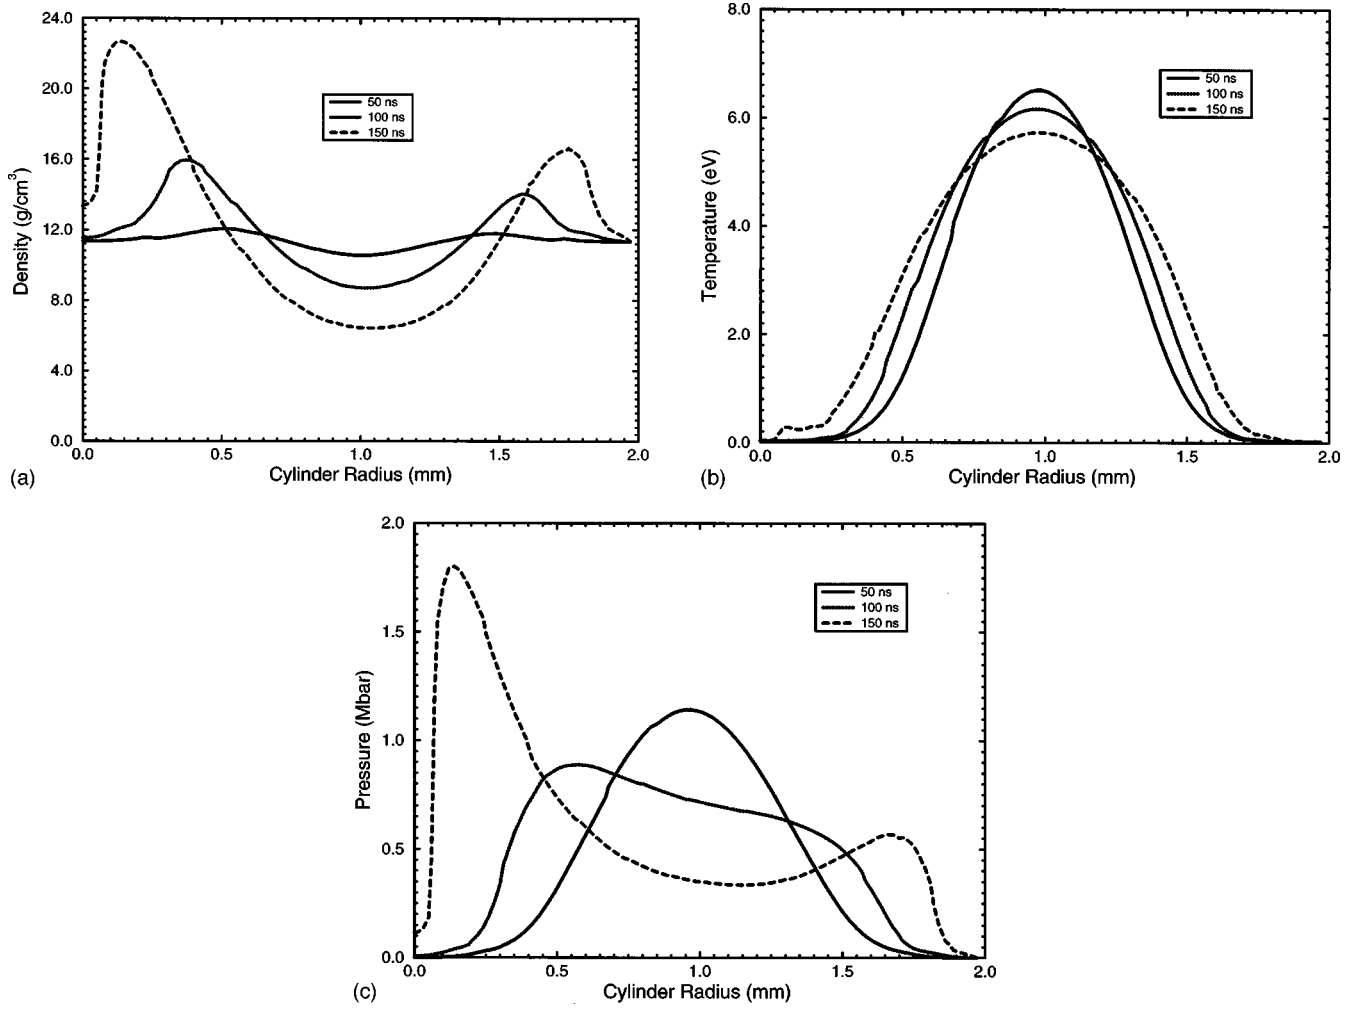 24.0
20.0
16.0
12.0
8.0
4.0
0.0
Density (g/cm³)
50 ns
100 ns
150 ns
0.0 0.5 1.0 1.5 2.0
Cylinder Radius (mm)
(a)
8.0
6.0
4.0
2.0
0.0
Temperature (eV)
50 ns
100 ns
150 ns
0.0 0.5 1.0 1.5 2.0
Cylinder Radius (mm)
(b)
2.0
1.5
1.0
0.5
0.0
Pressure (Mbar)
50 ns
100 ns
150 ns
0.0 0.5 1.0 1.5 2.0
Cylinder Radius (mm)
(c)